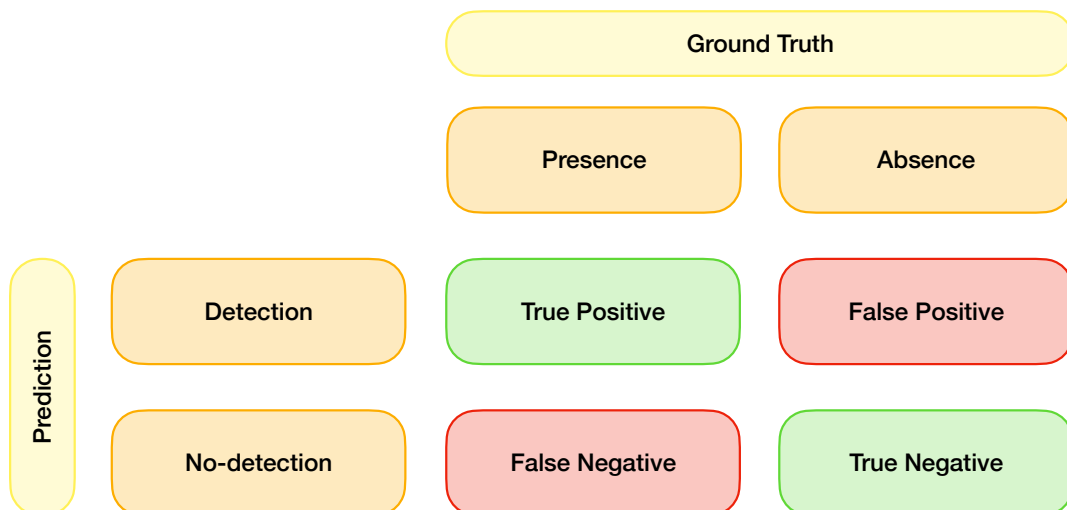 Ground Truth
Presence
Absence
Prediction
Detection
True Positive
False Positive
No-detection
False Negative
True Negative